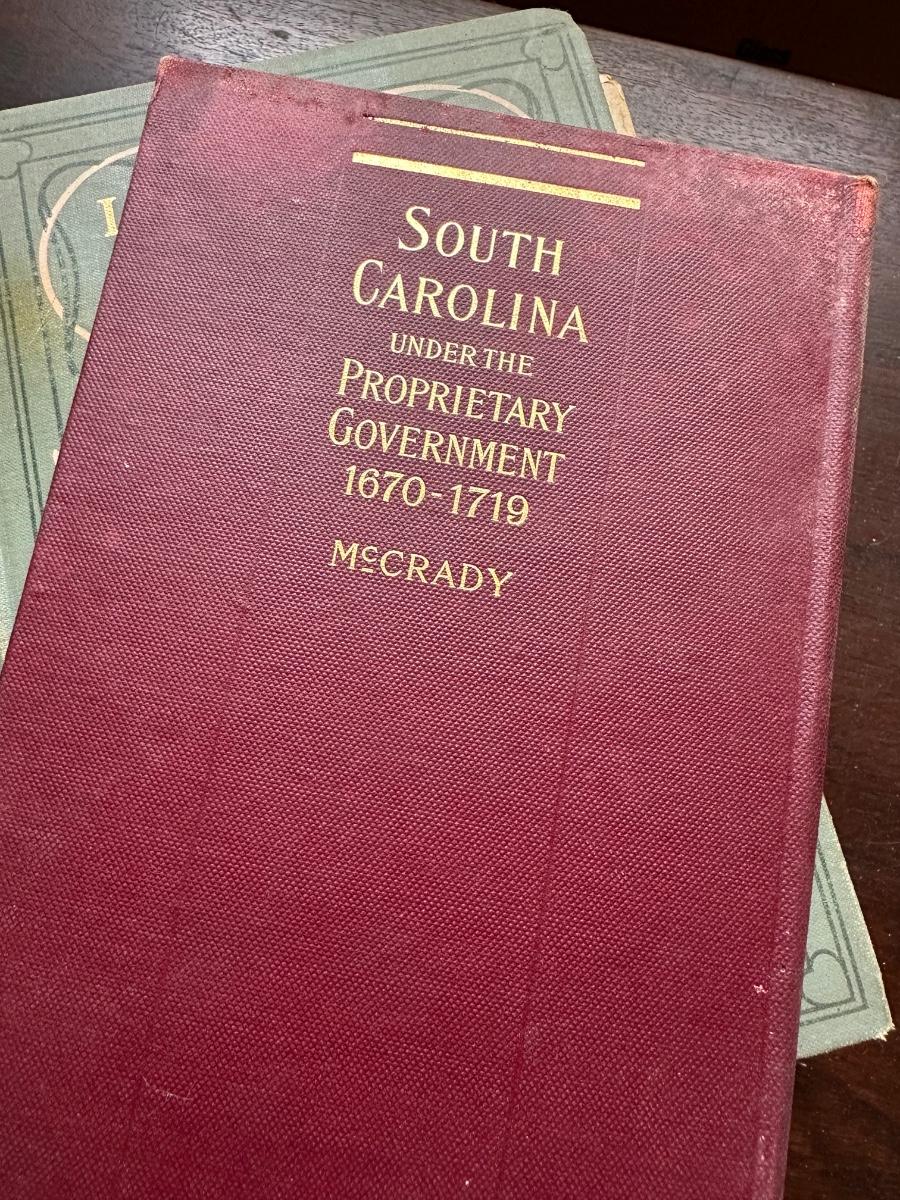 SOUTH
CAROLINA
UNDER THE
PROPRIETARY
GOVERNMENT
1670-1719
McCRADY